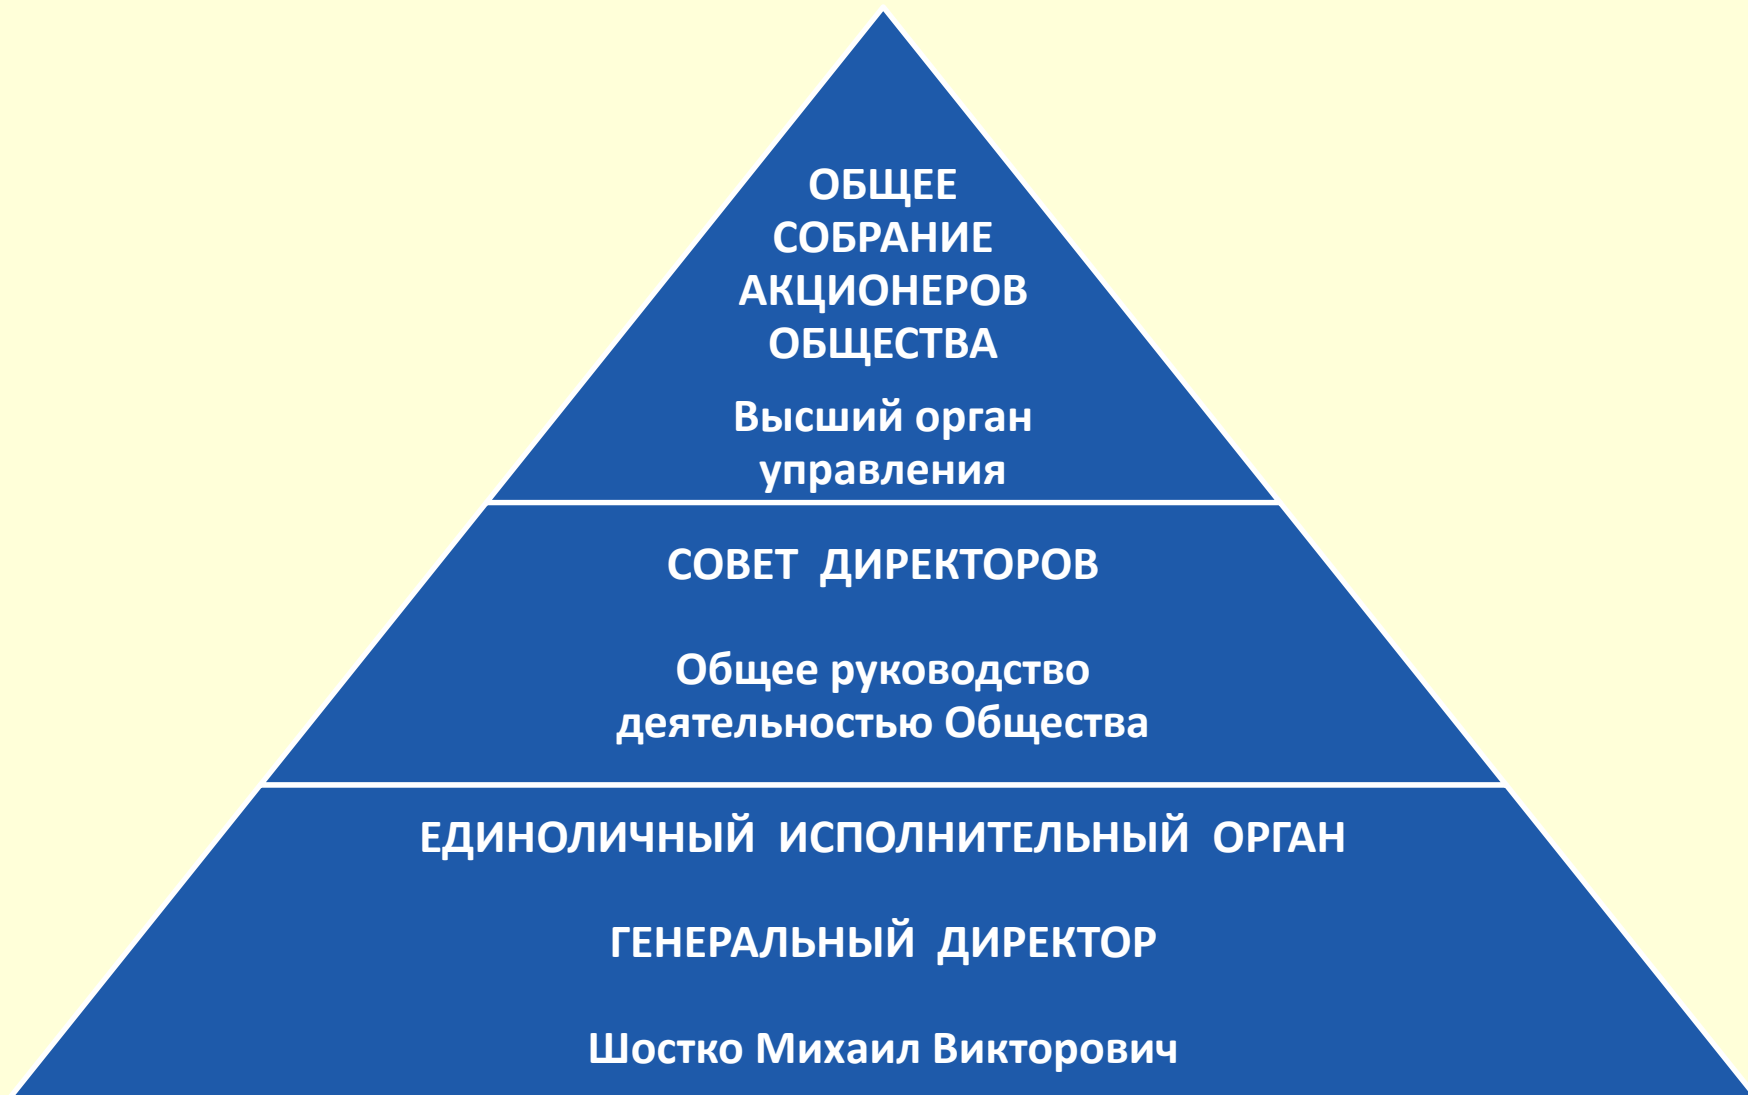 ОБЩЕЕ
СОБРАНИЕ
АКЦИОНЕРОВ
ОБЩЕСТВА
Высший орган
управления
СОВЕТ ДИРЕКТОРОВ
Общее руководство
деятельностью Общества
ЕДИНОЛИЧНЫЙ ИСПОЛНИТЕЛЬНЫЙ ОРГАН
ГЕНЕРАЛЬНЫЙ ДИРЕКТОР
Шостко Михаил Викторович